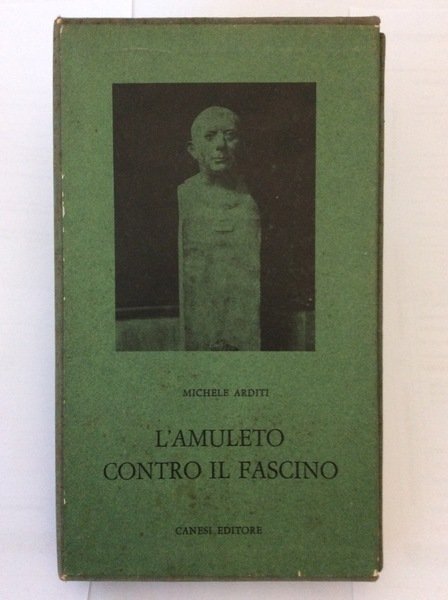 MICHELE ARDITI
L'AMULETO
CONTRO IL FASCINO
CANESI EDITORE